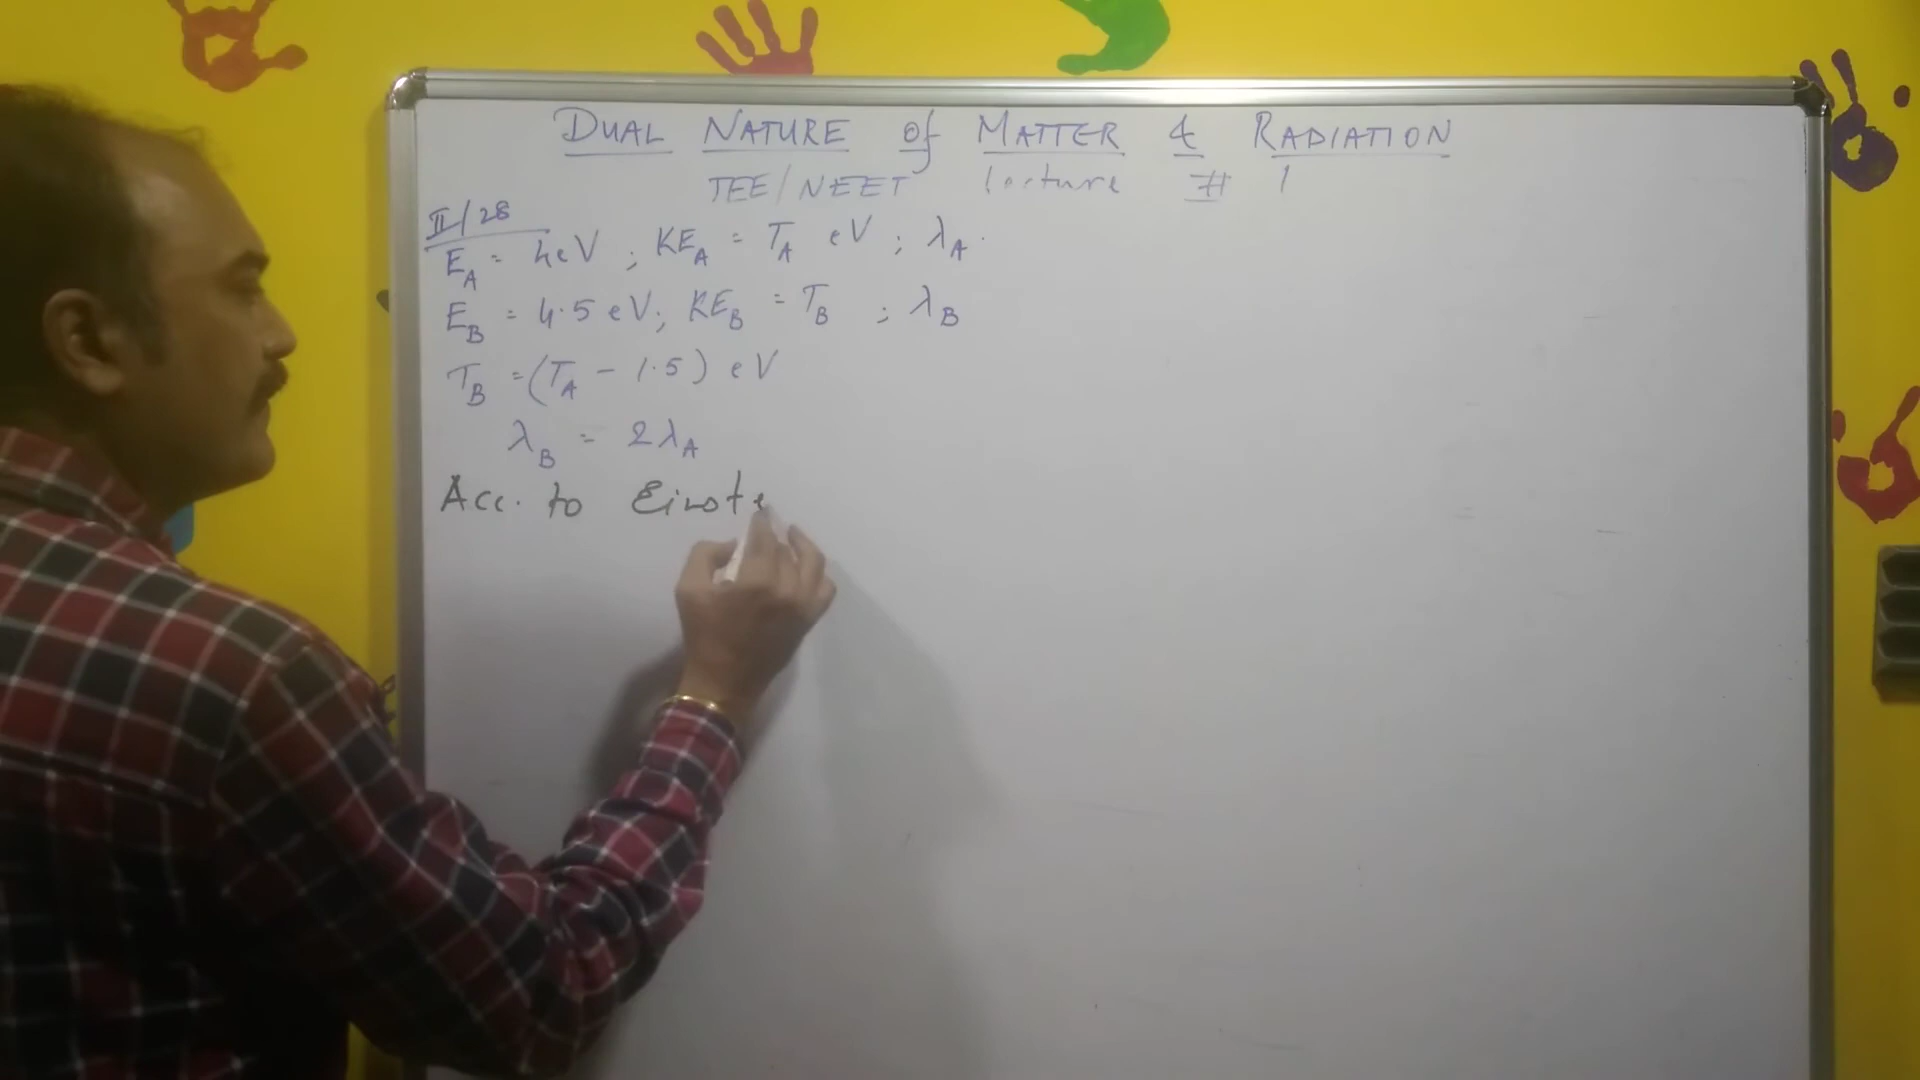 DUAL NATURE of MATTER & RADIATION
JEE/NEET Lecture # 1
II/28
E_A = 4eV ; KE_A = T_A eV ; λ_A.
E_B = 4.5 eV; KE_B = T_B ; λ_B
T_B = (T_A - 1.5) eV
λ_B = 2λ_A
Acc. to Einste